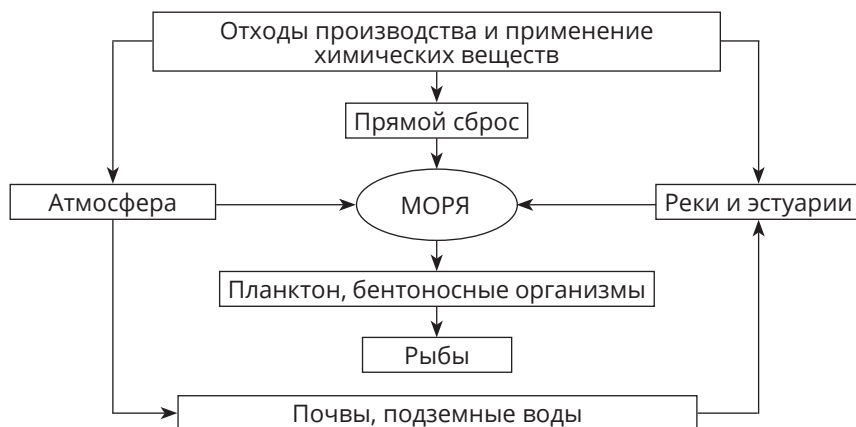 Отходы производства и применение
химических веществ
Прямой сброс
Атмосфера
МОРЯ
Реки и эстуарии
Планктон, бентоносные организмы
Рыбы
Почвы, подземные воды